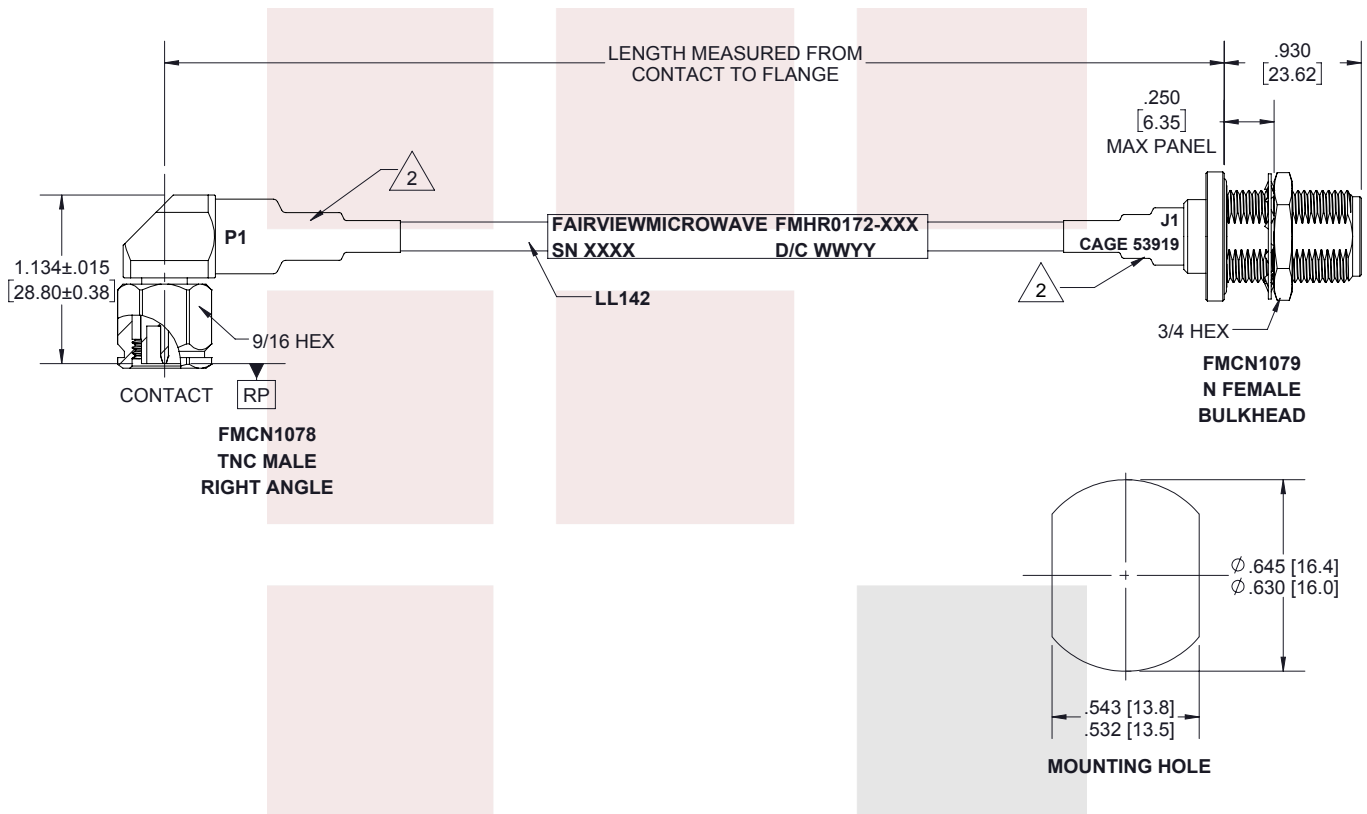 LENGTH MEASURED FROM
CONTACT TO FLANGE
.930
[23.62]
.250
[6.35]
MAX PANEL
2
P1
FAIRVIEWMICROWAVE FMHR0172-XXX
SN XXXX D/C WWYY
J1
CAGE 53919
1.134±.015
[28.80±0.38]
LL142
2
9/16 HEX
3/4 HEX
CONTACT
RP
FMCN1078
TNC MALE
RIGHT ANGLE
FMCN1079
N FEMALE
BULKHEAD
Ø .645 [16.4]
Ø .630 [16.0]
.543 [13.8]
.532 [13.5]
MOUNTING HOLE